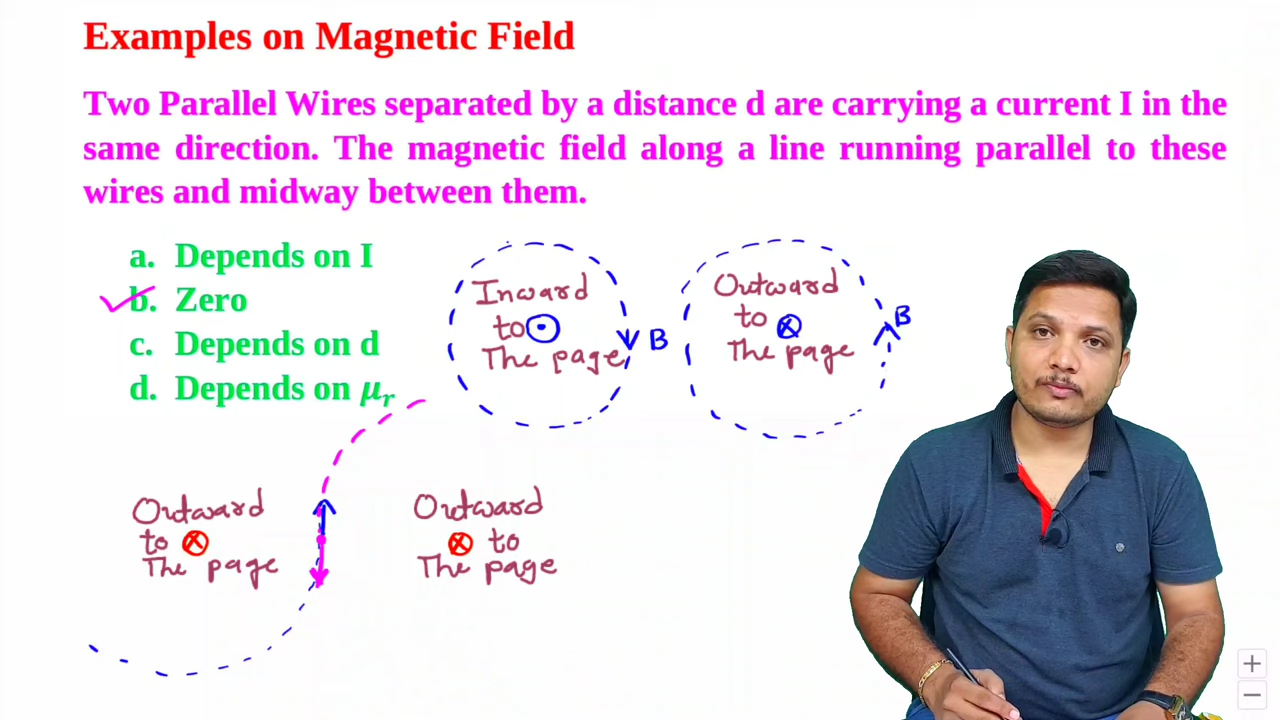 Examples on Magnetic Field
Two Parallel Wires separated by a distance d are carrying a current I in the
same direction. The magnetic field along a line running parallel to these
wires and midway between them.
a. Depends on I
b. Zero
c. Depends on d
d. Depends on μᵣ
Inward
to
The page
B
Outward
to
The page
B
Outward
to
The page
Outward
to
The page